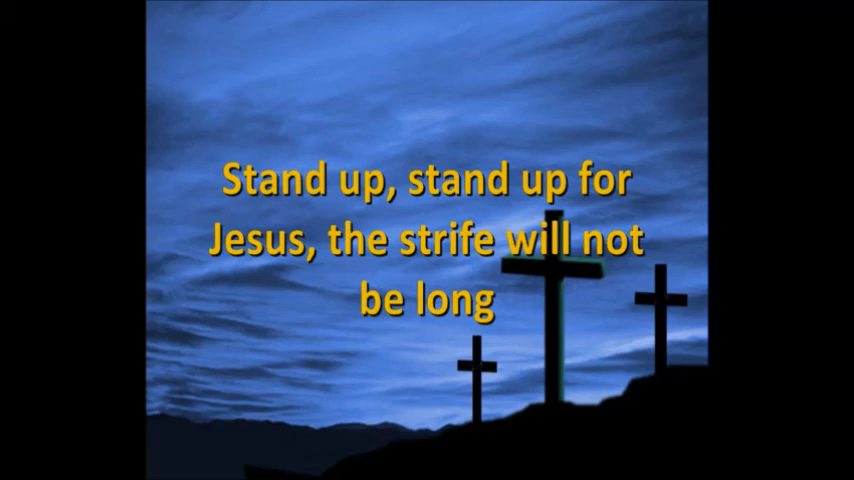 Stand up, stand up for
Jesus, the strife will not
be long